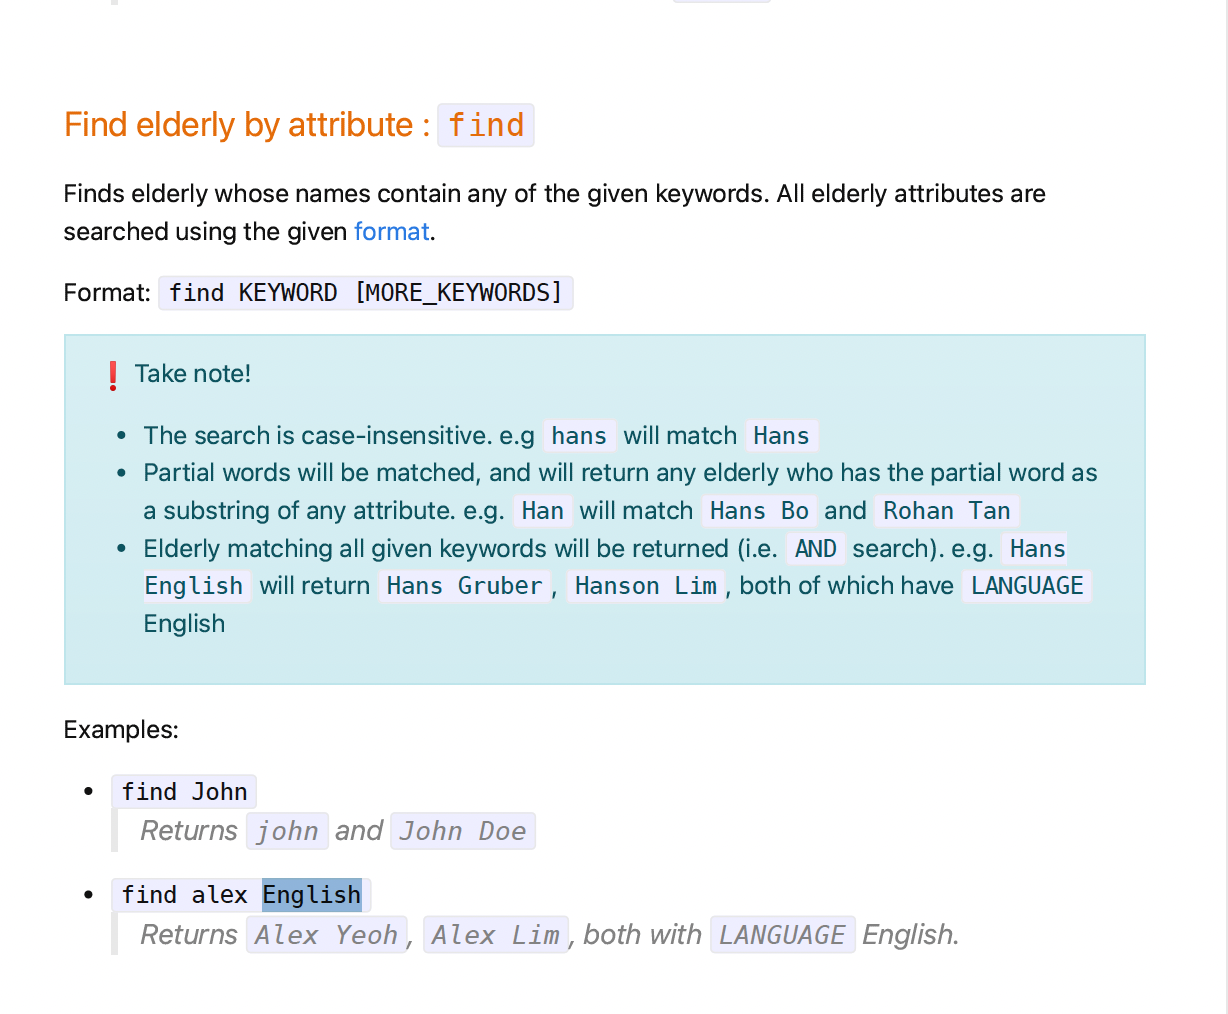 Find elderly by attribute : find
Finds elderly whose names contain any of the given keywords. All elderly attributes are
searched using the given format.
Format: find KEYWORD [MORE_KEYWORDS]
❗ Take note!
• The search is case-insensitive. e.g hans will match Hans
• Partial words will be matched, and will return any elderly who has the partial word as
a substring of any attribute. e.g. Han will match Hans Bo and Rohan Tan
• Elderly matching all given keywords will be returned (i.e. AND search). e.g. Hans
English will return Hans Gruber, Hanson Lim, both of which have LANGUAGE
English
Examples:
• find John
Returns john and John Doe
• find alex English
Returns Alex Yeoh, Alex Lim, both with LANGUAGE English.